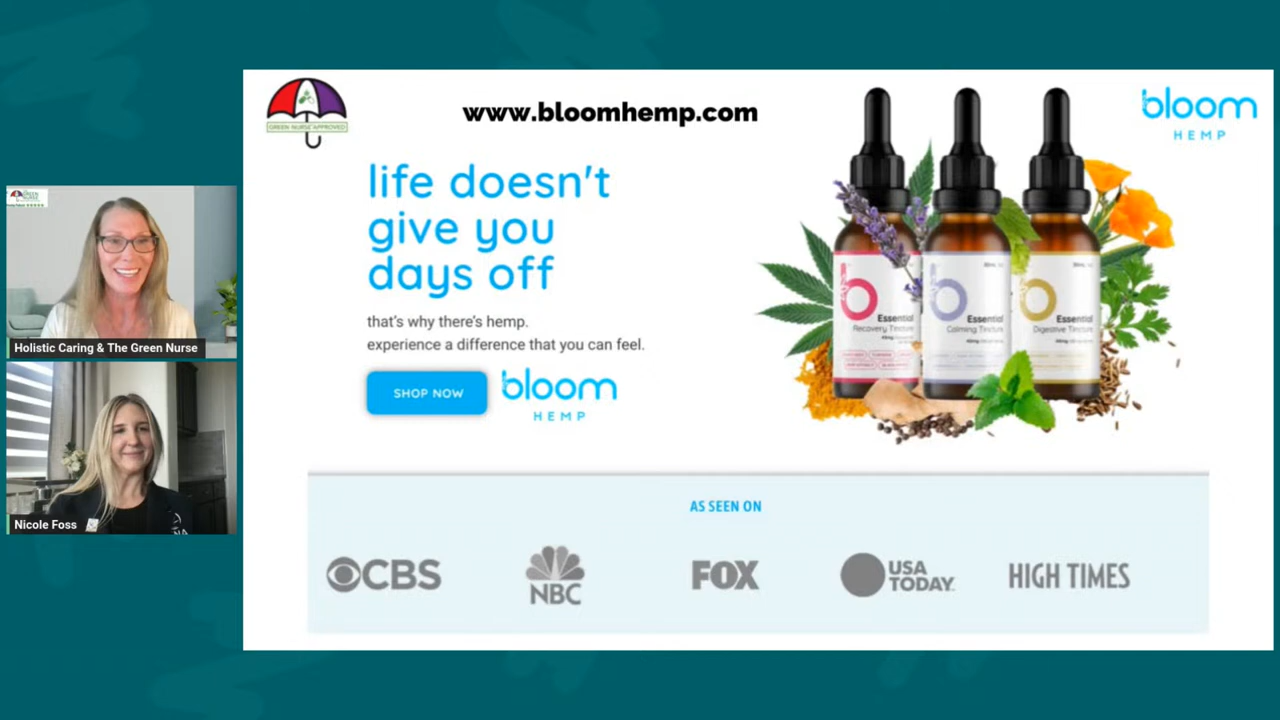 www.bloomhemp.com
GREEN NURSE APPROVED
bloom
HEMP
life doesn't
give you
days off
that's why there's hemp.
experience a difference that you can feel.
SHOP NOW
bloom
HEMP
b
Essential
Recovery Tincture
b
Essential
Calming Tincture
b
Essential
Digestive Tincture
AS SEEN ON
CBS
NBC
FOX
USA
TODAY
HIGH TIMES
GREEN
NURSE
Holistic Caring & The Green Nurse
Nicole Foss